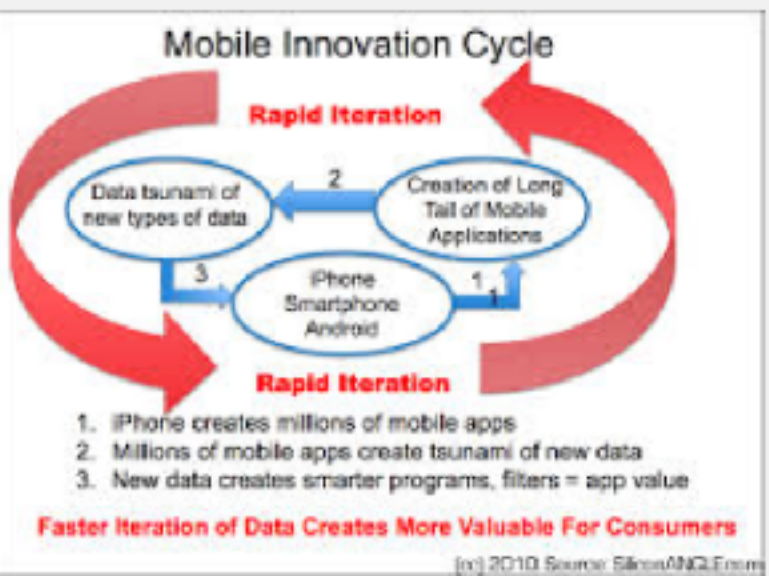 Mobile Innovation Cycle
Rapid Iteration
Data tsunami of
new types of data
2
Creation of Long
Tail of Mobile
Applications
3
iPhone
Smartphone
Android
1
1
Rapid Iteration
1. iPhone creates millions of mobile apps
2. Millions of mobile apps create tsunami of new data
3. New data creates smarter programs, filters = app value
Faster Iteration of Data Creates More Valuable For Consumers
[cc] 2010 Source SiliconANGLE.com